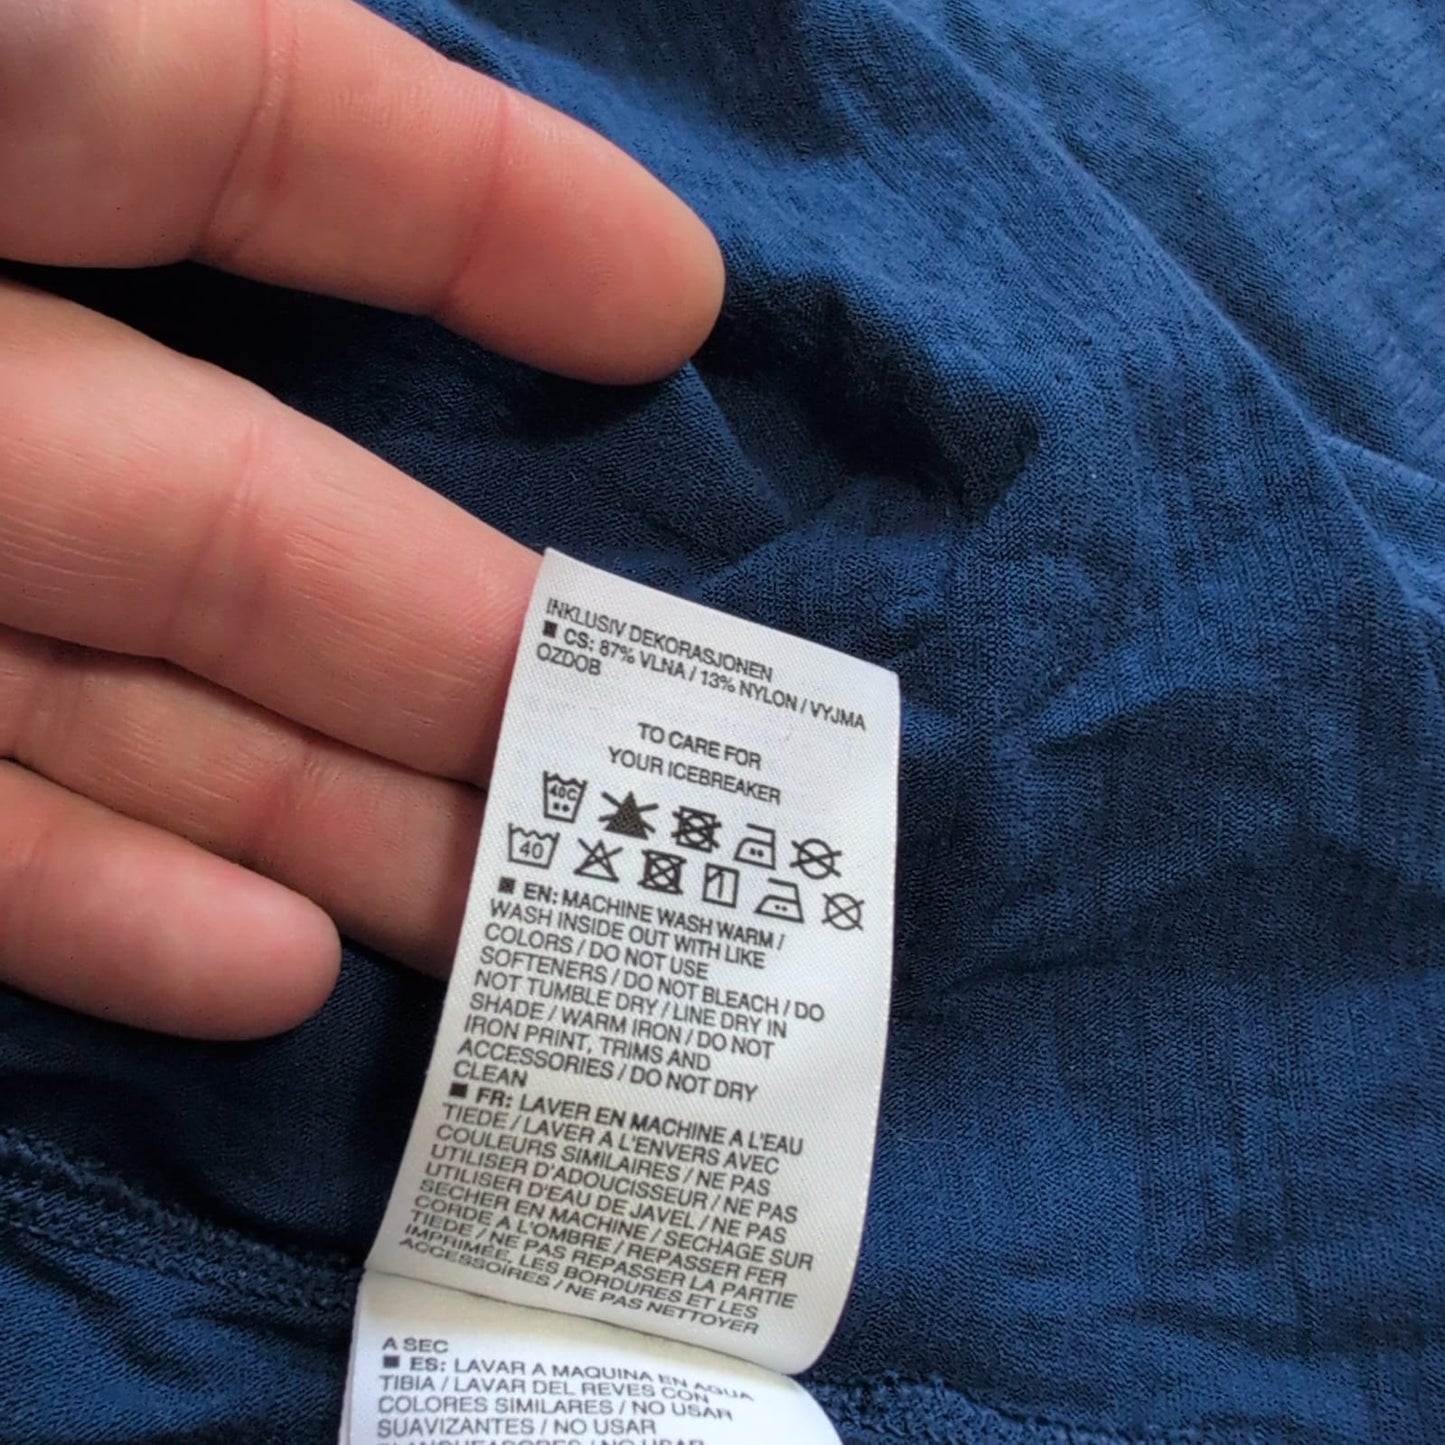 INKLUSIV DEKORASJONEN
■ CS: 87% VLNA / 13% NYLON / VYJMA
OZDOB
TO CARE FOR
YOUR ICEBREAKER
40C
40
■ EN: MACHINE WASH WARM /
WASH INSIDE OUT WITH LIKE
COLORS / DO NOT USE
SOFTENERS / DO NOT BLEACH / DO
NOT TUMBLE DRY / LINE DRY IN
SHADE / WARM IRON / DO NOT
IRON PRINT, TRIMS AND
ACCESSORIES / DO NOT DRY
CLEAN
■ FR: LAVER EN MACHINE A L'EAU
TIEDE / LAVER A L'ENVERS AVEC
COULEURS SIMILAIRES / NE PAS
UTILISER D'ADOUCISSEUR / NE PAS
UTILISER D'EAU DE JAVEL / NE PAS
SECHER EN MACHINE / SECHAGE SUR
CORDE A L'OMBRE / REPASSER FER
TIEDE / NE PAS REPASSER LA PARTIE
IMPRIMÉE, LES BORDURES ET LES
ACCESSOIRES / NE PAS NETTOYER
A SEC
■ ES: LAVAR A MAQUINA EN AGUA
TIBIA / LAVAR DEL REVES CON
COLORES SIMILARES / NO USAR
SUAVIZANTES / NO USAR
BLANQUEADORES / NO USAR